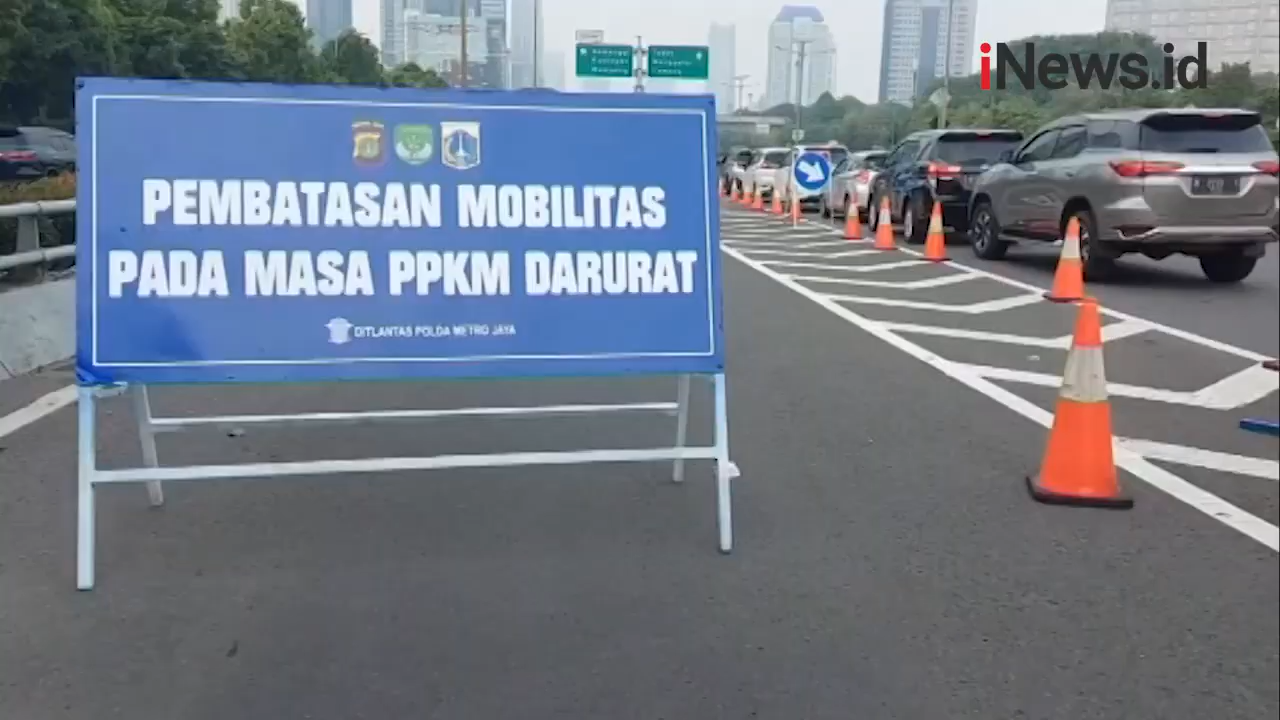 iNews.id
PEMBATASAN MOBILITAS
PADA MASA PPKM DARURAT
DITLANTAS POLDA METRO JAYA